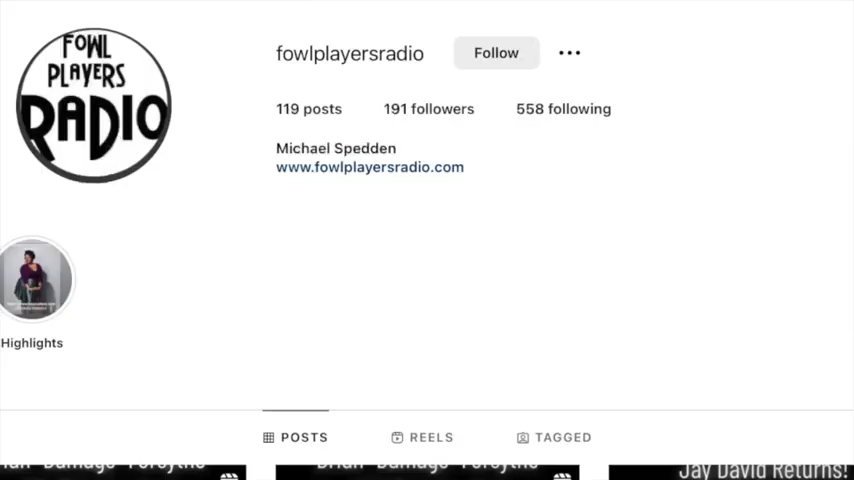 FOWL
PLAYERS
RADIO
fowlplayersradio
Follow
119 posts
191 followers
558 following
Michael Spedden
www.fowlplayersradio.com
Highlights
POSTS
REELS
TAGGED
Jay David Returns!